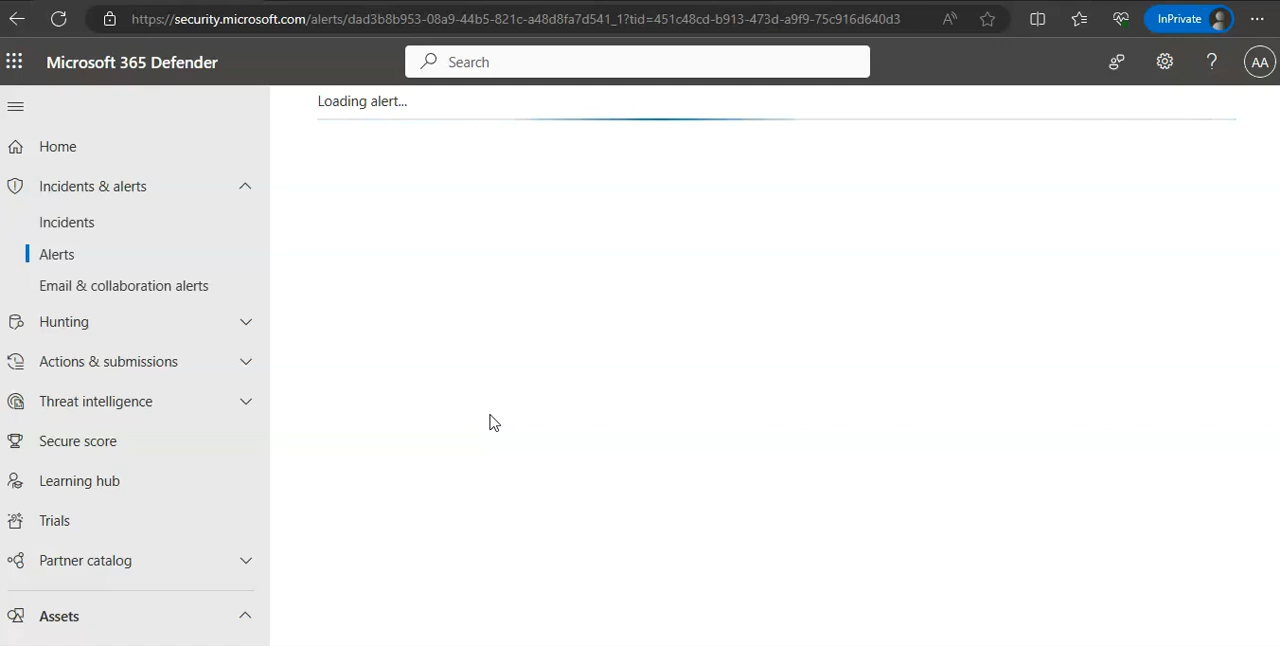 https://security.microsoft.com/alerts/dad3b8b953-08a9-44b5-821c-a48d8fa7d541_1?tid=451c48cd-b913-473d-a9f9-75c916d640d3
InPrivate
Microsoft 365 Defender
Search
AA
Loading alert...
Home
Incidents & alerts
Incidents
Alerts
Email & collaboration alerts
Hunting
Actions & submissions
Threat intelligence
Secure score
Learning hub
Trials
Partner catalog
Assets